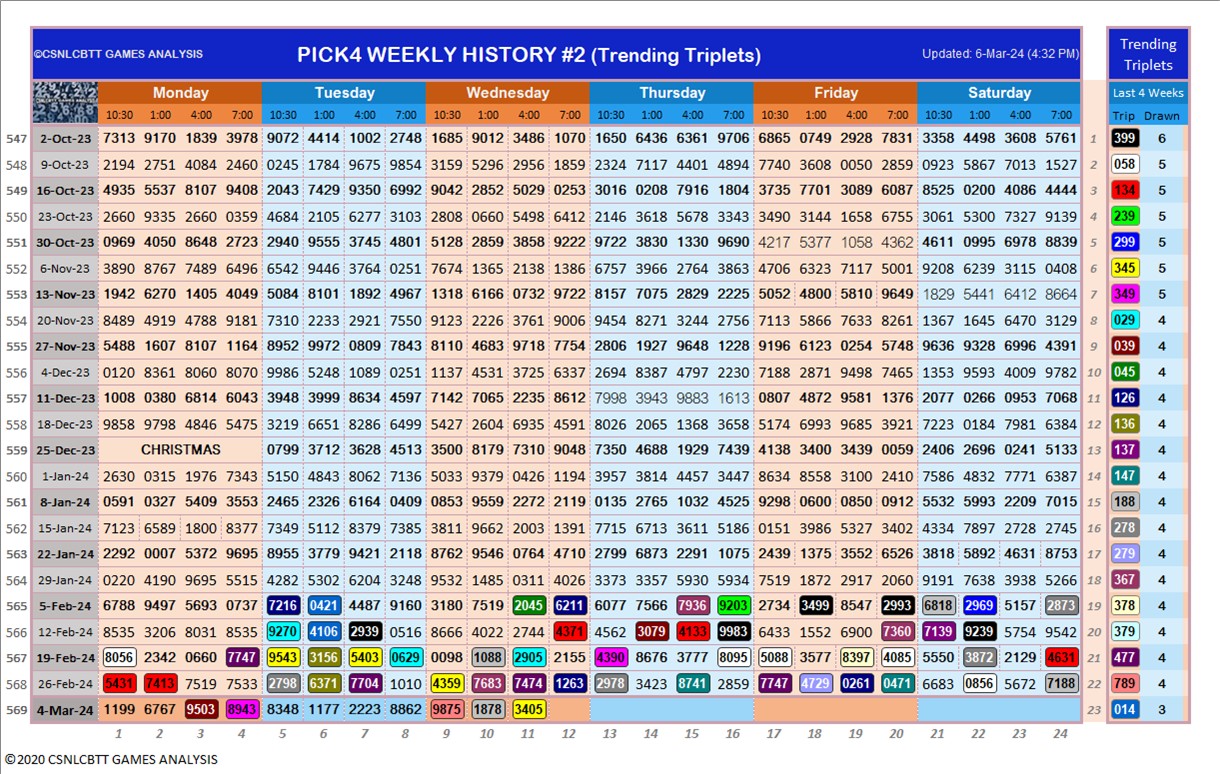 ©CSNLCBTT GAMES ANALYSIS PICK4 WEEKLY HISTORY #2 (Trending Triplets) Updated: 6-Mar-24 (4:32 PM)
Trending Triplets
Monday Tuesday Wednesday Thursday Friday Saturday Last 4 Weeks
10:30 1:00 4:00 7:00 10:30 1:00 4:00 7:00 10:30 1:00 4:00 7:00 10:30 1:00 4:00 7:00 10:30 1:00 4:00 7:00 10:30 1:00 4:00 7:00 Trip Drawn
547 2-Oct-23 7313 9170 1839 3978 9072 4414 1002 2748 1685 9012 3486 1070 1650 6436 6361 9706 6865 0749 2928 7831 3358 4498 3608 5761 1 399 6
548 9-Oct-23 2194 2751 4084 2460 0245 1784 9675 9854 3159 5296 2956 1859 2324 7117 4401 4894 7740 3608 0050 2859 0923 5867 7013 1527 2 058 5
549 16-Oct-23 4935 5537 8107 9408 2043 7429 9350 6992 9042 2852 5029 0253 3016 0208 7916 1804 3735 7701 3089 6087 8525 0200 4086 4444 3 134 5
550 23-Oct-23 2660 9335 2660 0359 4684 2105 6277 3103 2808 0660 5498 6412 2146 3618 5678 3343 3490 3144 1658 6755 3061 5300 7327 9139 4 239 5
551 30-Oct-23 0969 4050 8648 2723 2940 9555 3745 4801 5128 2859 3858 9222 9722 3830 1330 9690 4217 5377 1058 4362 4611 0995 6978 8839 5 299 5
552 6-Nov-23 3890 8767 7489 6496 6542 9446 3764 0251 7674 1365 2138 1386 6757 3966 2764 3863 4706 6323 7117 5001 9208 6239 3115 0408 6 345 5
553 13-Nov-23 1942 6270 1405 4049 5084 8101 1892 4967 1318 6166 0732 9722 8157 7075 2829 2225 5052 4800 5810 9649 1829 5441 6412 8664 7 349 5
554 20-Nov-23 8489 4919 4788 9181 7310 2233 2921 7550 9123 2226 3761 9006 9454 8271 3244 2756 7113 5866 7633 8261 1367 1645 6470 3129 8 029 4
555 27-Nov-23 5488 1607 8107 1164 8952 9972 0809 7843 8110 4683 9718 7754 2806 1927 9648 1228 9196 6123 0254 5748 9636 9328 6996 4391 9 039 4
556 4-Dec-23 0120 8361 8060 8070 9986 5248 1089 0251 1137 4531 3725 6337 2694 8387 4797 2230 7188 2871 9498 7465 1353 9593 4009 9782 10 045 4
557 11-Dec-23 1008 0380 6814 6043 3948 3999 8634 4597 7142 7065 2235 8612 7998 3943 9883 1613 0807 4872 9581 1376 2077 0266 0953 7068 11 126 4
558 18-Dec-23 9858 9798 4846 5475 3219 6651 8286 6499 5427 2604 6935 4591 8026 2065 1368 3658 5174 6993 9685 3921 7223 0184 7981 6384 12 136 4
559 25-Dec-23 CHRISTMAS 0799 3712 3628 4513 3500 8179 7310 9048 7350 4688 1929 7439 4138 3400 3439 0059 2406 2696 0241 5133 13 137 4
560 1-Jan-24 2630 0315 1976 7343 5150 4843 8062 7135 5033 9379 0426 1194 3957 3814 4457 3447 8634 8558 3100 2410 7586 4832 7771 6387 14 147 4
561 8-Jan-24 0591 0327 5409 3553 2465 2326 6164 0409 0853 9559 2272 2119 0135 2765 1032 4525 9298 0600 0850 0912 5532 5993 2209 7015 15 188 4
562 15-Jan-24 7123 6589 1800 8377 7349 5112 8379 7385 3811 9662 2003 1391 7715 6713 3611 5186 0151 3986 5327 3402 4334 7897 2728 2745 16 278 4
563 22-Jan-24 2292 0007 5372 9695 8955 3779 9421 2118 8762 9546 0764 4710 2799 6873 2291 1075 2439 1375 3552 6526 3818 5892 4631 8753 17 279 4
564 29-Jan-24 0220 4190 9695 5515 4282 5302 6204 3248 9532 1485 0311 4026 3373 3357 5930 5934 7519 1872 2917 2060 9191 7638 3938 5266 18 367 4
565 5-Feb-24 6788 9497 5693 0737 7216 0421 4487 9160 3180 7519 2045 6211 6077 7566 7936 9203 2734 3499 8547 2993 6818 2969 5157 2873 19 378 4
566 12-Feb-24 8535 3206 8031 8535 9270 4106 2939 0516 8666 4022 2744 4371 4562 3079 4133 9983 6433 1552 6900 7360 7139 9239 5754 9542 20 379 4
567 19-Feb-24 8056 2342 0660 7747 9543 3156 5403 0629 0098 1088 2905 2155 4390 8676 3777 8095 5088 3577 8397 4085 5550 3872 2129 4631 21 477 4
568 26-Feb-24 5431 7413 7519 7533 2798 6371 7704 1010 4359 7683 7474 1263 2978 3423 8741 2859 7747 4729 0261 0471 6683 0856 5672 7188 22 789 4
569 4-Mar-24 1199 6767 9503 8943 8348 1177 2223 8862 9875 1878 3405 23 014 3
1 2 3 4 5 6 7 8 9 10 11 12 13 14 15 16 17 18 19 20 21 22 23 24
©2020 CSNLCBTT GAMES ANALYSIS